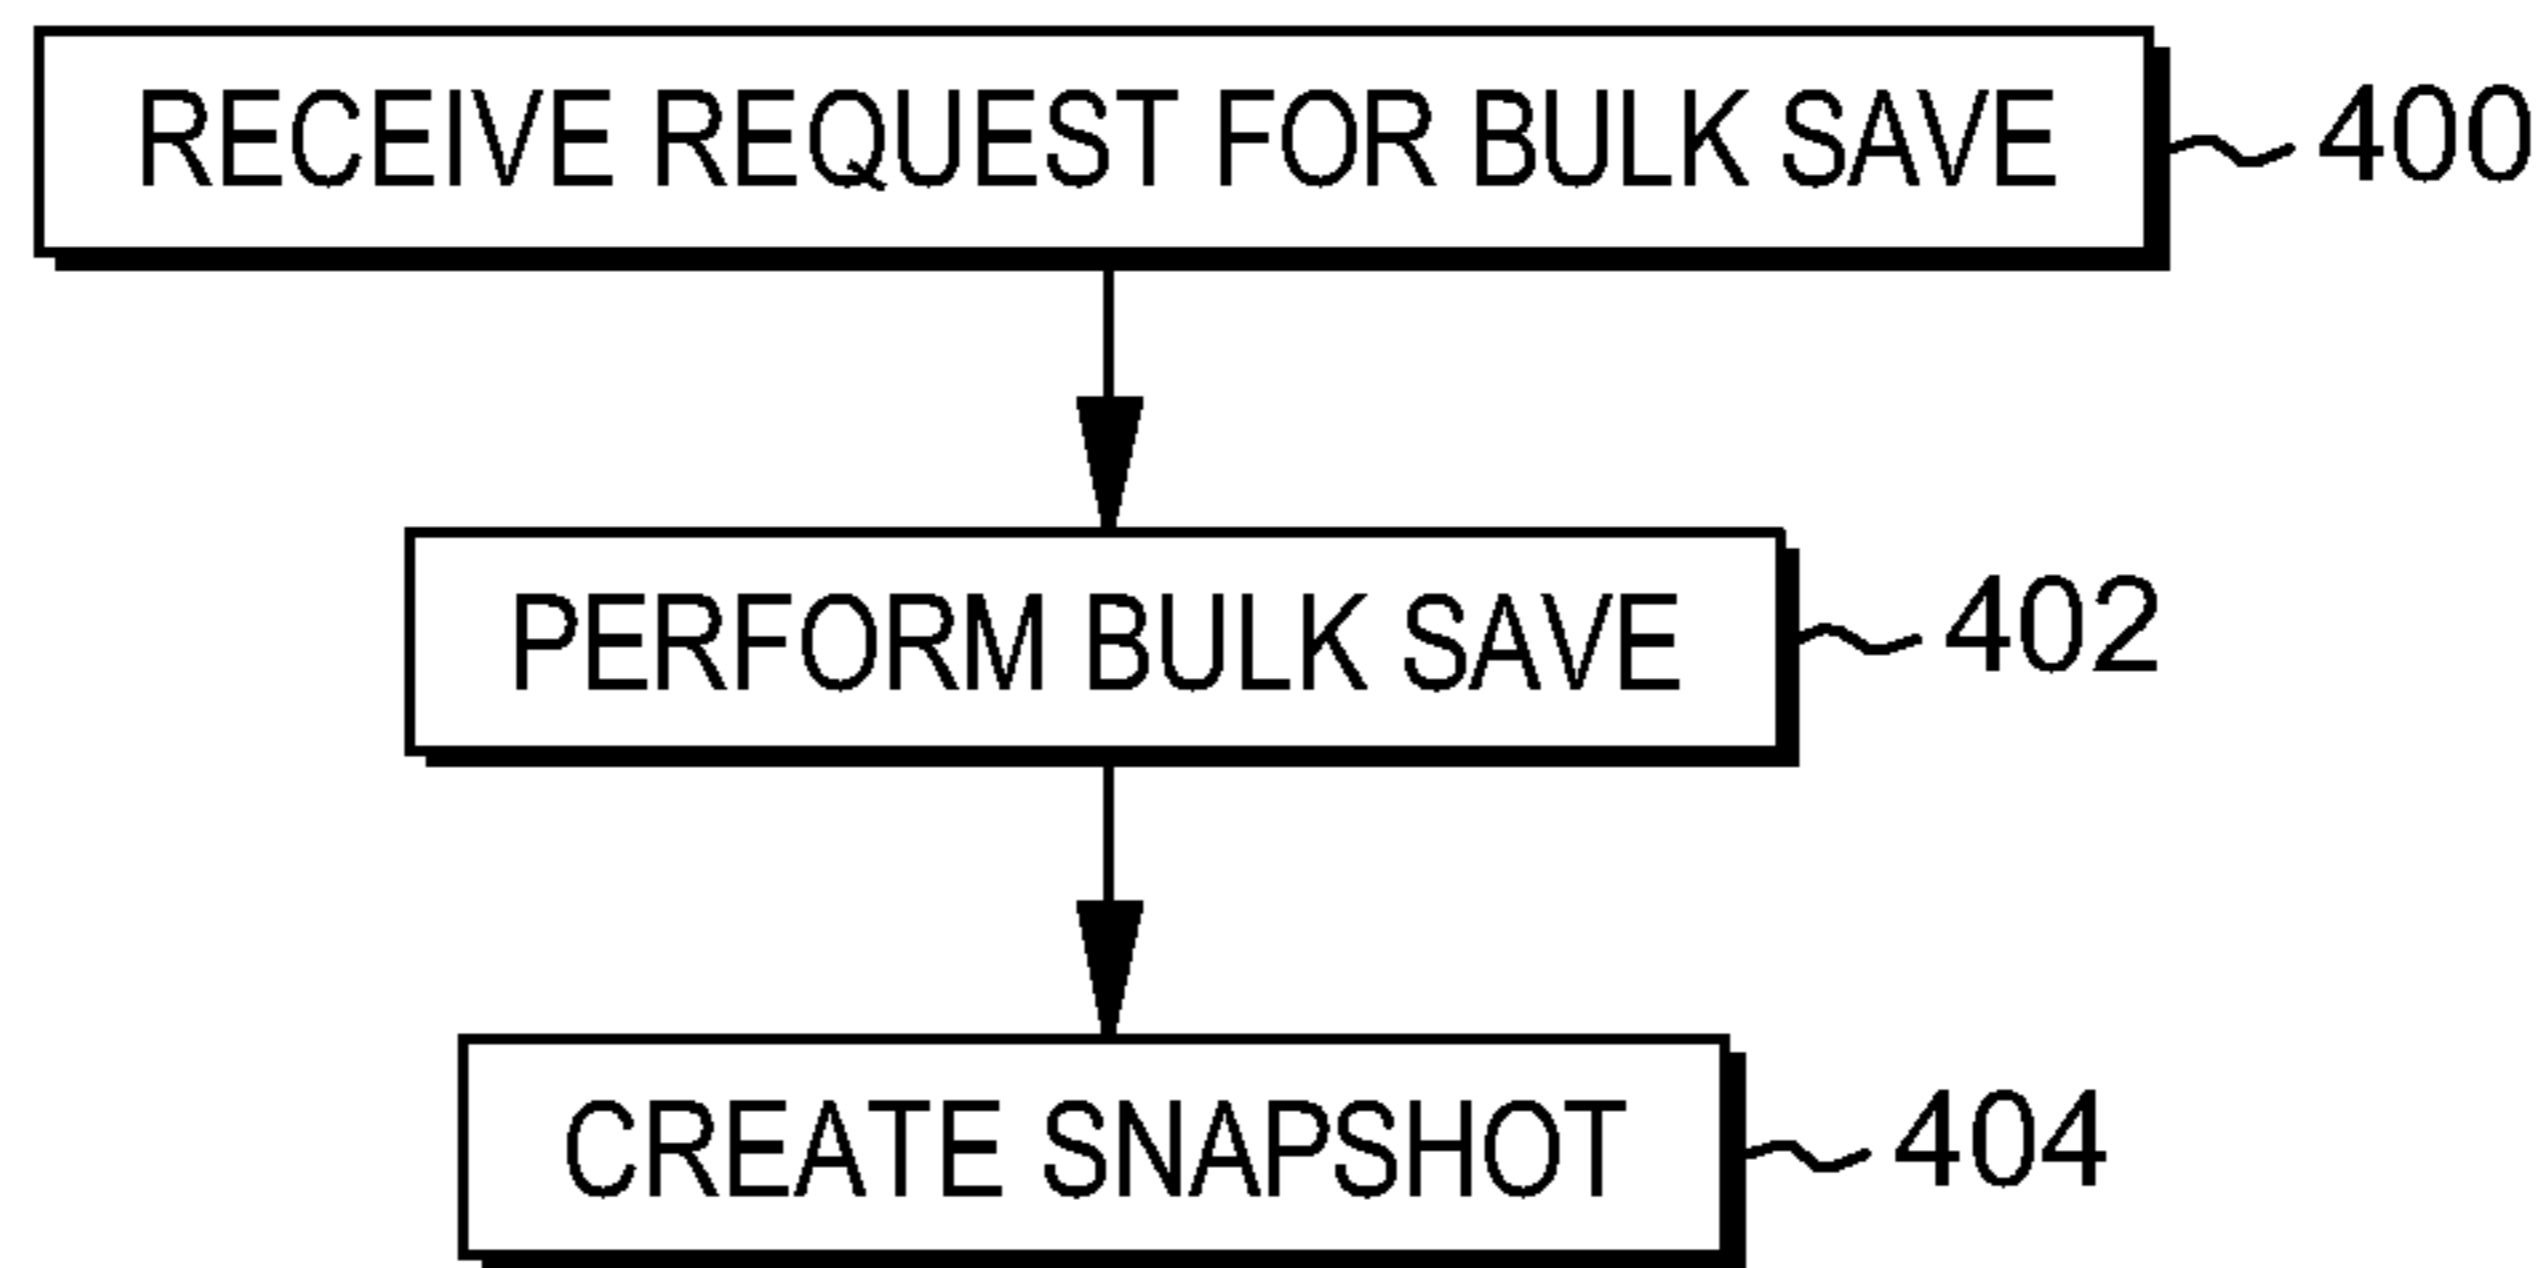 RECEIVE REQUEST FOR BULK SAVE 400
PERFORM BULK SAVE 402
CREATE SNAPSHOT 404